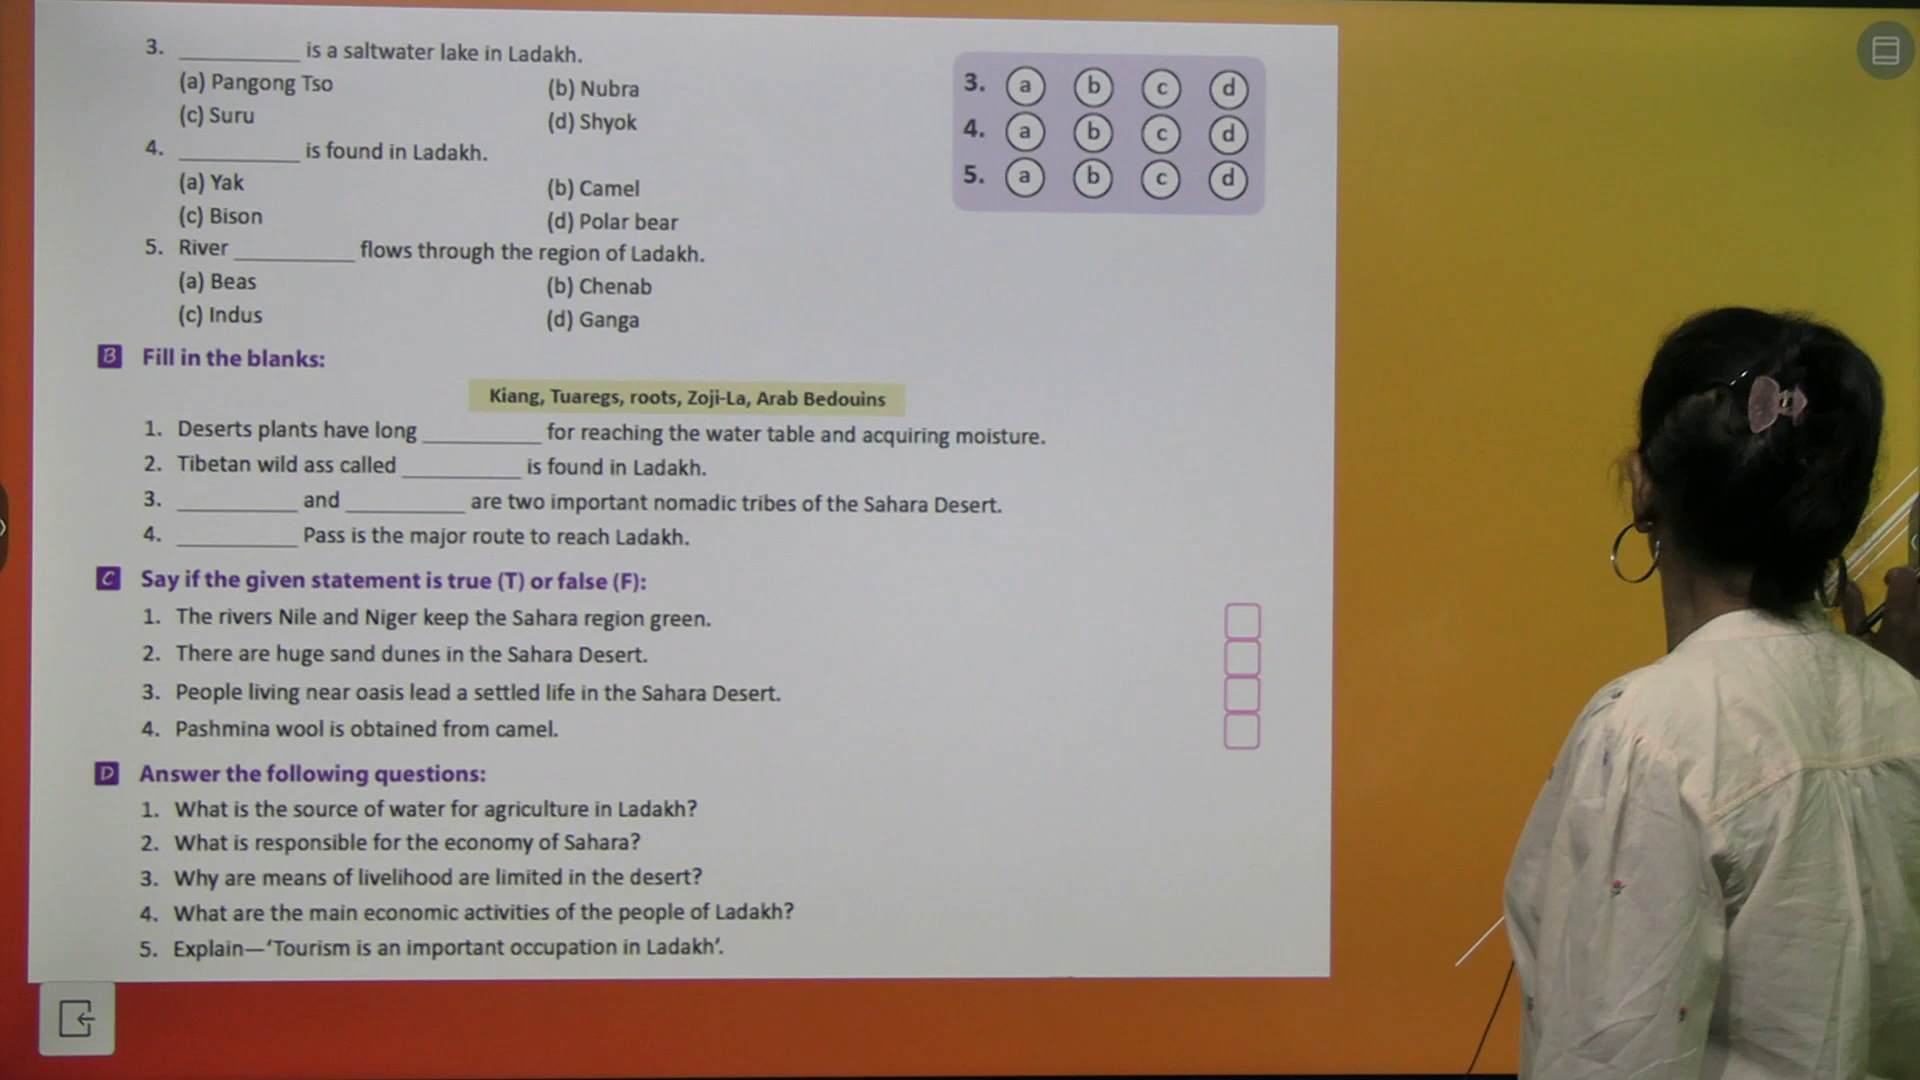 3. __________ is a saltwater lake in Ladakh.
(a) Pangong Tso (b) Nubra
(c) Suru (d) Shyok
4. __________ is found in Ladakh.
(a) Yak (b) Camel
(c) Bison (d) Polar bear
5. River __________ flows through the region of Ladakh.
(a) Beas (b) Chenab
(c) Indus (d) Ganga
3. a b c d
4. a b c d
5. a b c d
B Fill in the blanks:
Kiang, Tuaregs, roots, Zoji-La, Arab Bedouins
1. Deserts plants have long __________ for reaching the water table and acquiring moisture.
2. Tibetan wild ass called __________ is found in Ladakh.
3. __________ and __________ are two important nomadic tribes of the Sahara Desert.
4. __________ Pass is the major route to reach Ladakh.
C Say if the given statement is true (T) or false (F):
1. The rivers Nile and Niger keep the Sahara region green.
2. There are huge sand dunes in the Sahara Desert.
3. People living near oasis lead a settled life in the Sahara Desert.
4. Pashmina wool is obtained from camel.
D Answer the following questions:
1. What is the source of water for agriculture in Ladakh?
2. What is responsible for the economy of Sahara?
3. Why are means of livelihood are limited in the desert?
4. What are the main economic activities of the people of Ladakh?
5. Explain—‘Tourism is an important occupation in Ladakh’.